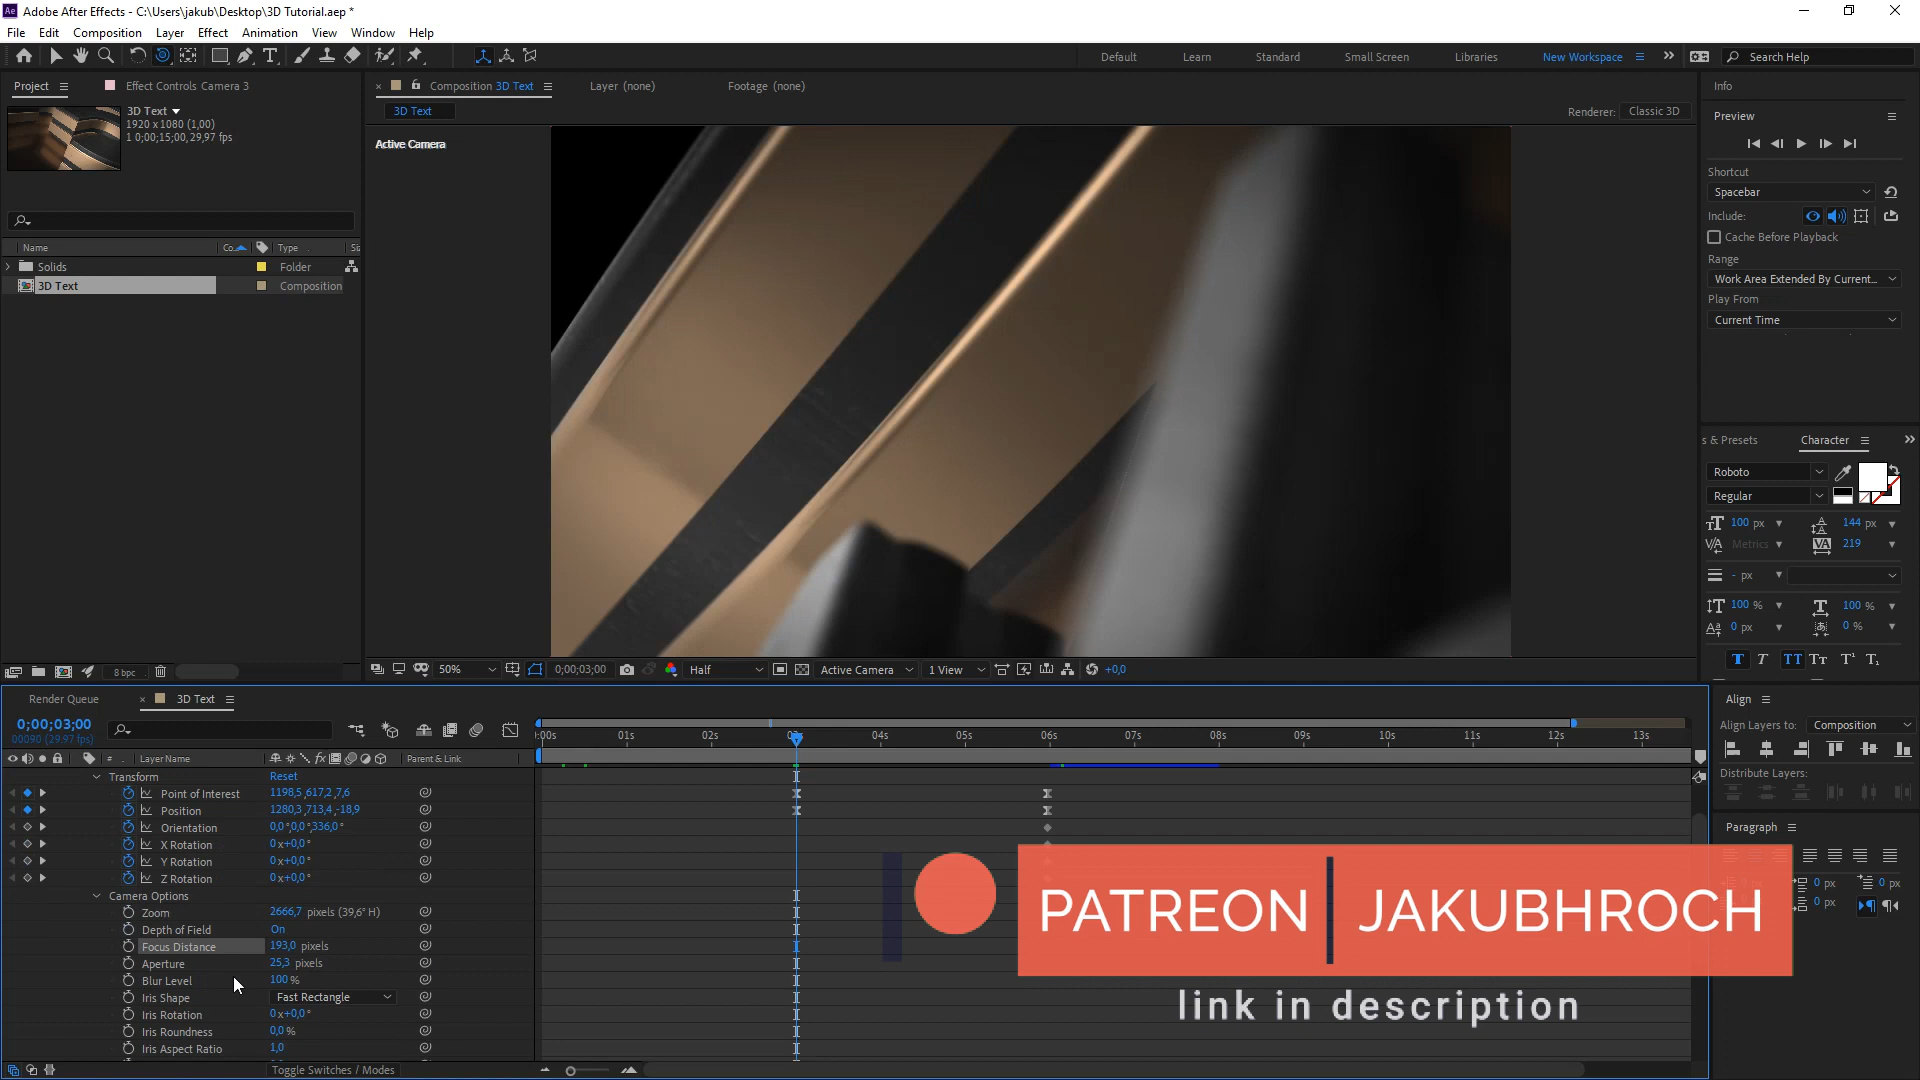 Adobe After Effects - C:\Users\jakub\Desktop\3D Tutorial.aep *
File Edit Composition Layer Effect Animation View Window Help
Default Learn Standard Small Screen Libraries New Workspace Search Help
Project Effect Controls Camera 3
3D Text
1920 x 1080 (1,00)
1 0;00;15;00, 29,97 fps
Name Co... Type Si
Solids Folder
3D Text Composition
8 bpc
Composition 3D Text Layer (none) Footage (none)
3D Text Renderer: Classic 3D
Active Camera
50% 0;00;03;00 Half Active Camera 1 View +0,0
Info
Preview
Shortcut
Spacebar
Include:
Cache Before Playback
Range
Work Area Extended By Current...
Play From
Current Time
s & Presets Character
Roboto
Regular
100 px 144 px
Metrics 219
- px
100 % 100 %
0 px 0 %
Render Queue 3D Text
0;00;03;00
00090 (29.97 fps)
# Layer Name Parent & Link
:00s 01s 02s 03s 04s 05s 06s 07s 08s 09s 10s 11s 12s 13s
Transform Reset
Point of Interest 1198,5,617,2,7,6
Position 1280,3,713,4,-18,9
Orientation 0,0°,0,0°,336,0°
X Rotation 0x+0,0°
Y Rotation 0x+0,0°
Z Rotation 0x+0,0°
Camera Options
Zoom 2666,7 pixels (39,6° H)
Depth of Field On
Focus Distance 193,0 pixels
Aperture 25,3 pixels
Blur Level 100 %
Iris Shape Fast Rectangle
Iris Rotation 0x+0,0°
Iris Roundness 0,0 %
Iris Aspect Ratio 1,0
Toggle Switches / Modes
Align
Align Layers to: Composition
Distribute Layers:
Paragraph
0 px 0 px
0 px
PATREON | JAKUBHROCH
link in description